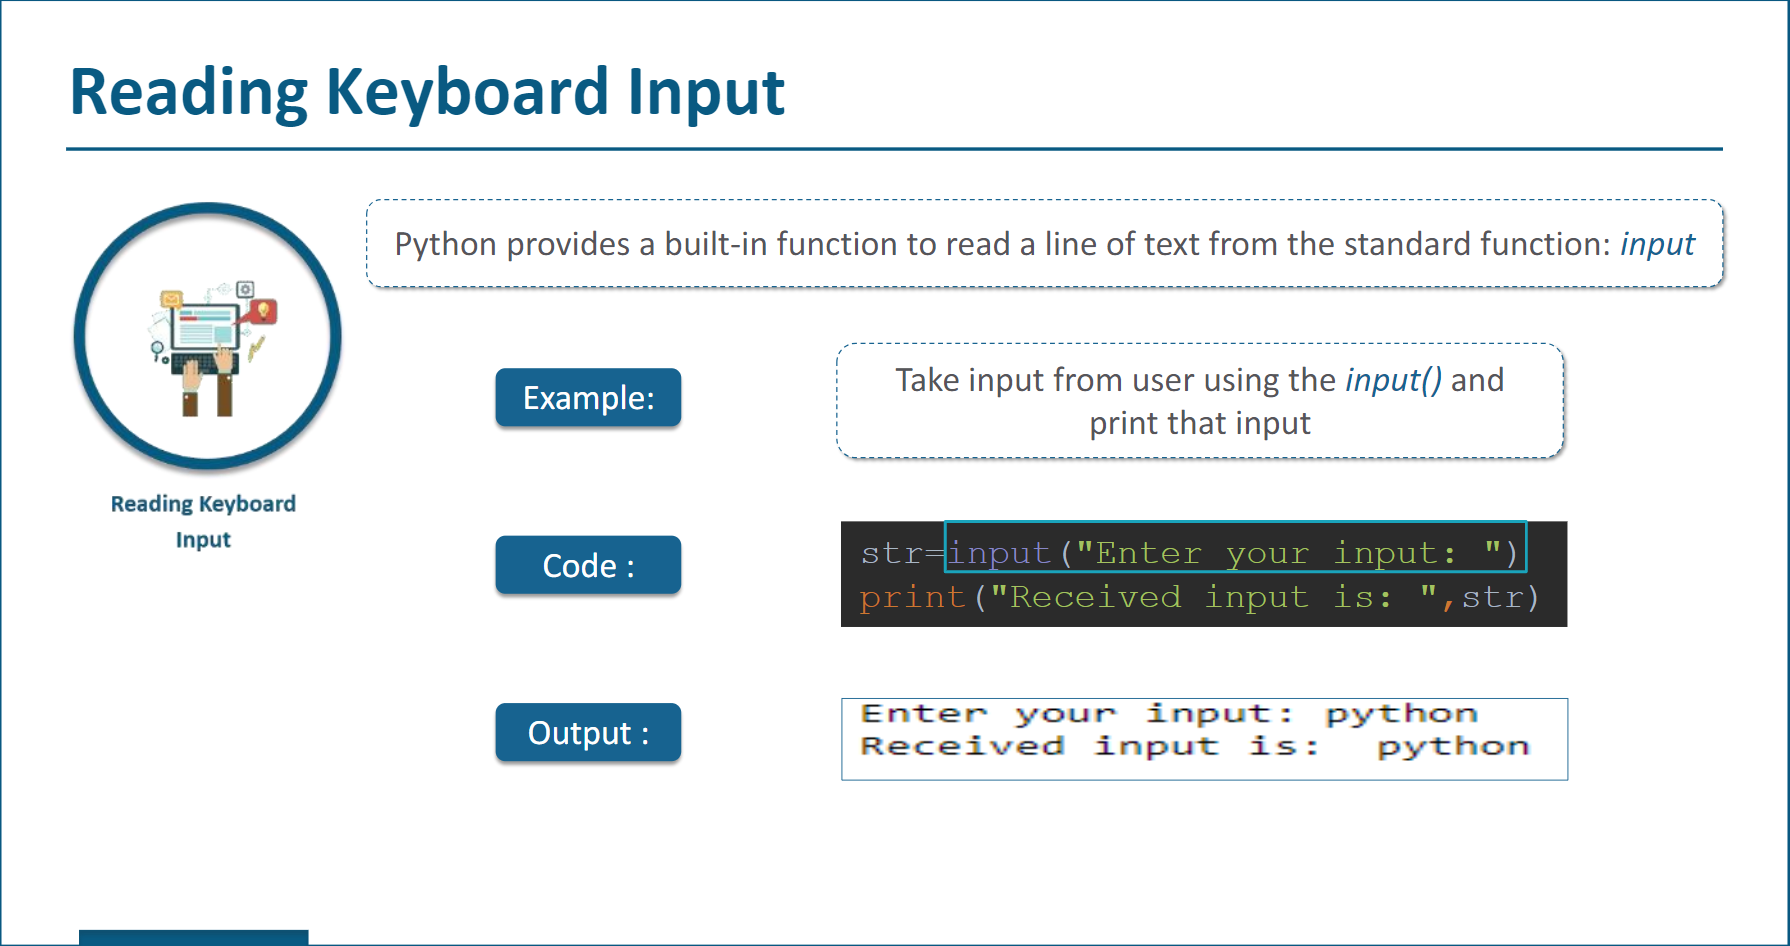 Reading Keyboard Input
Python provides a built-in function to read a line of text from the standard function: input
Reading Keyboard
Input
Example:
Take input from user using the input() and
print that input
Code :
str=input("Enter your input: ")
print("Received input is: ",str)
Output :
Enter your input: python
Received input is:  python